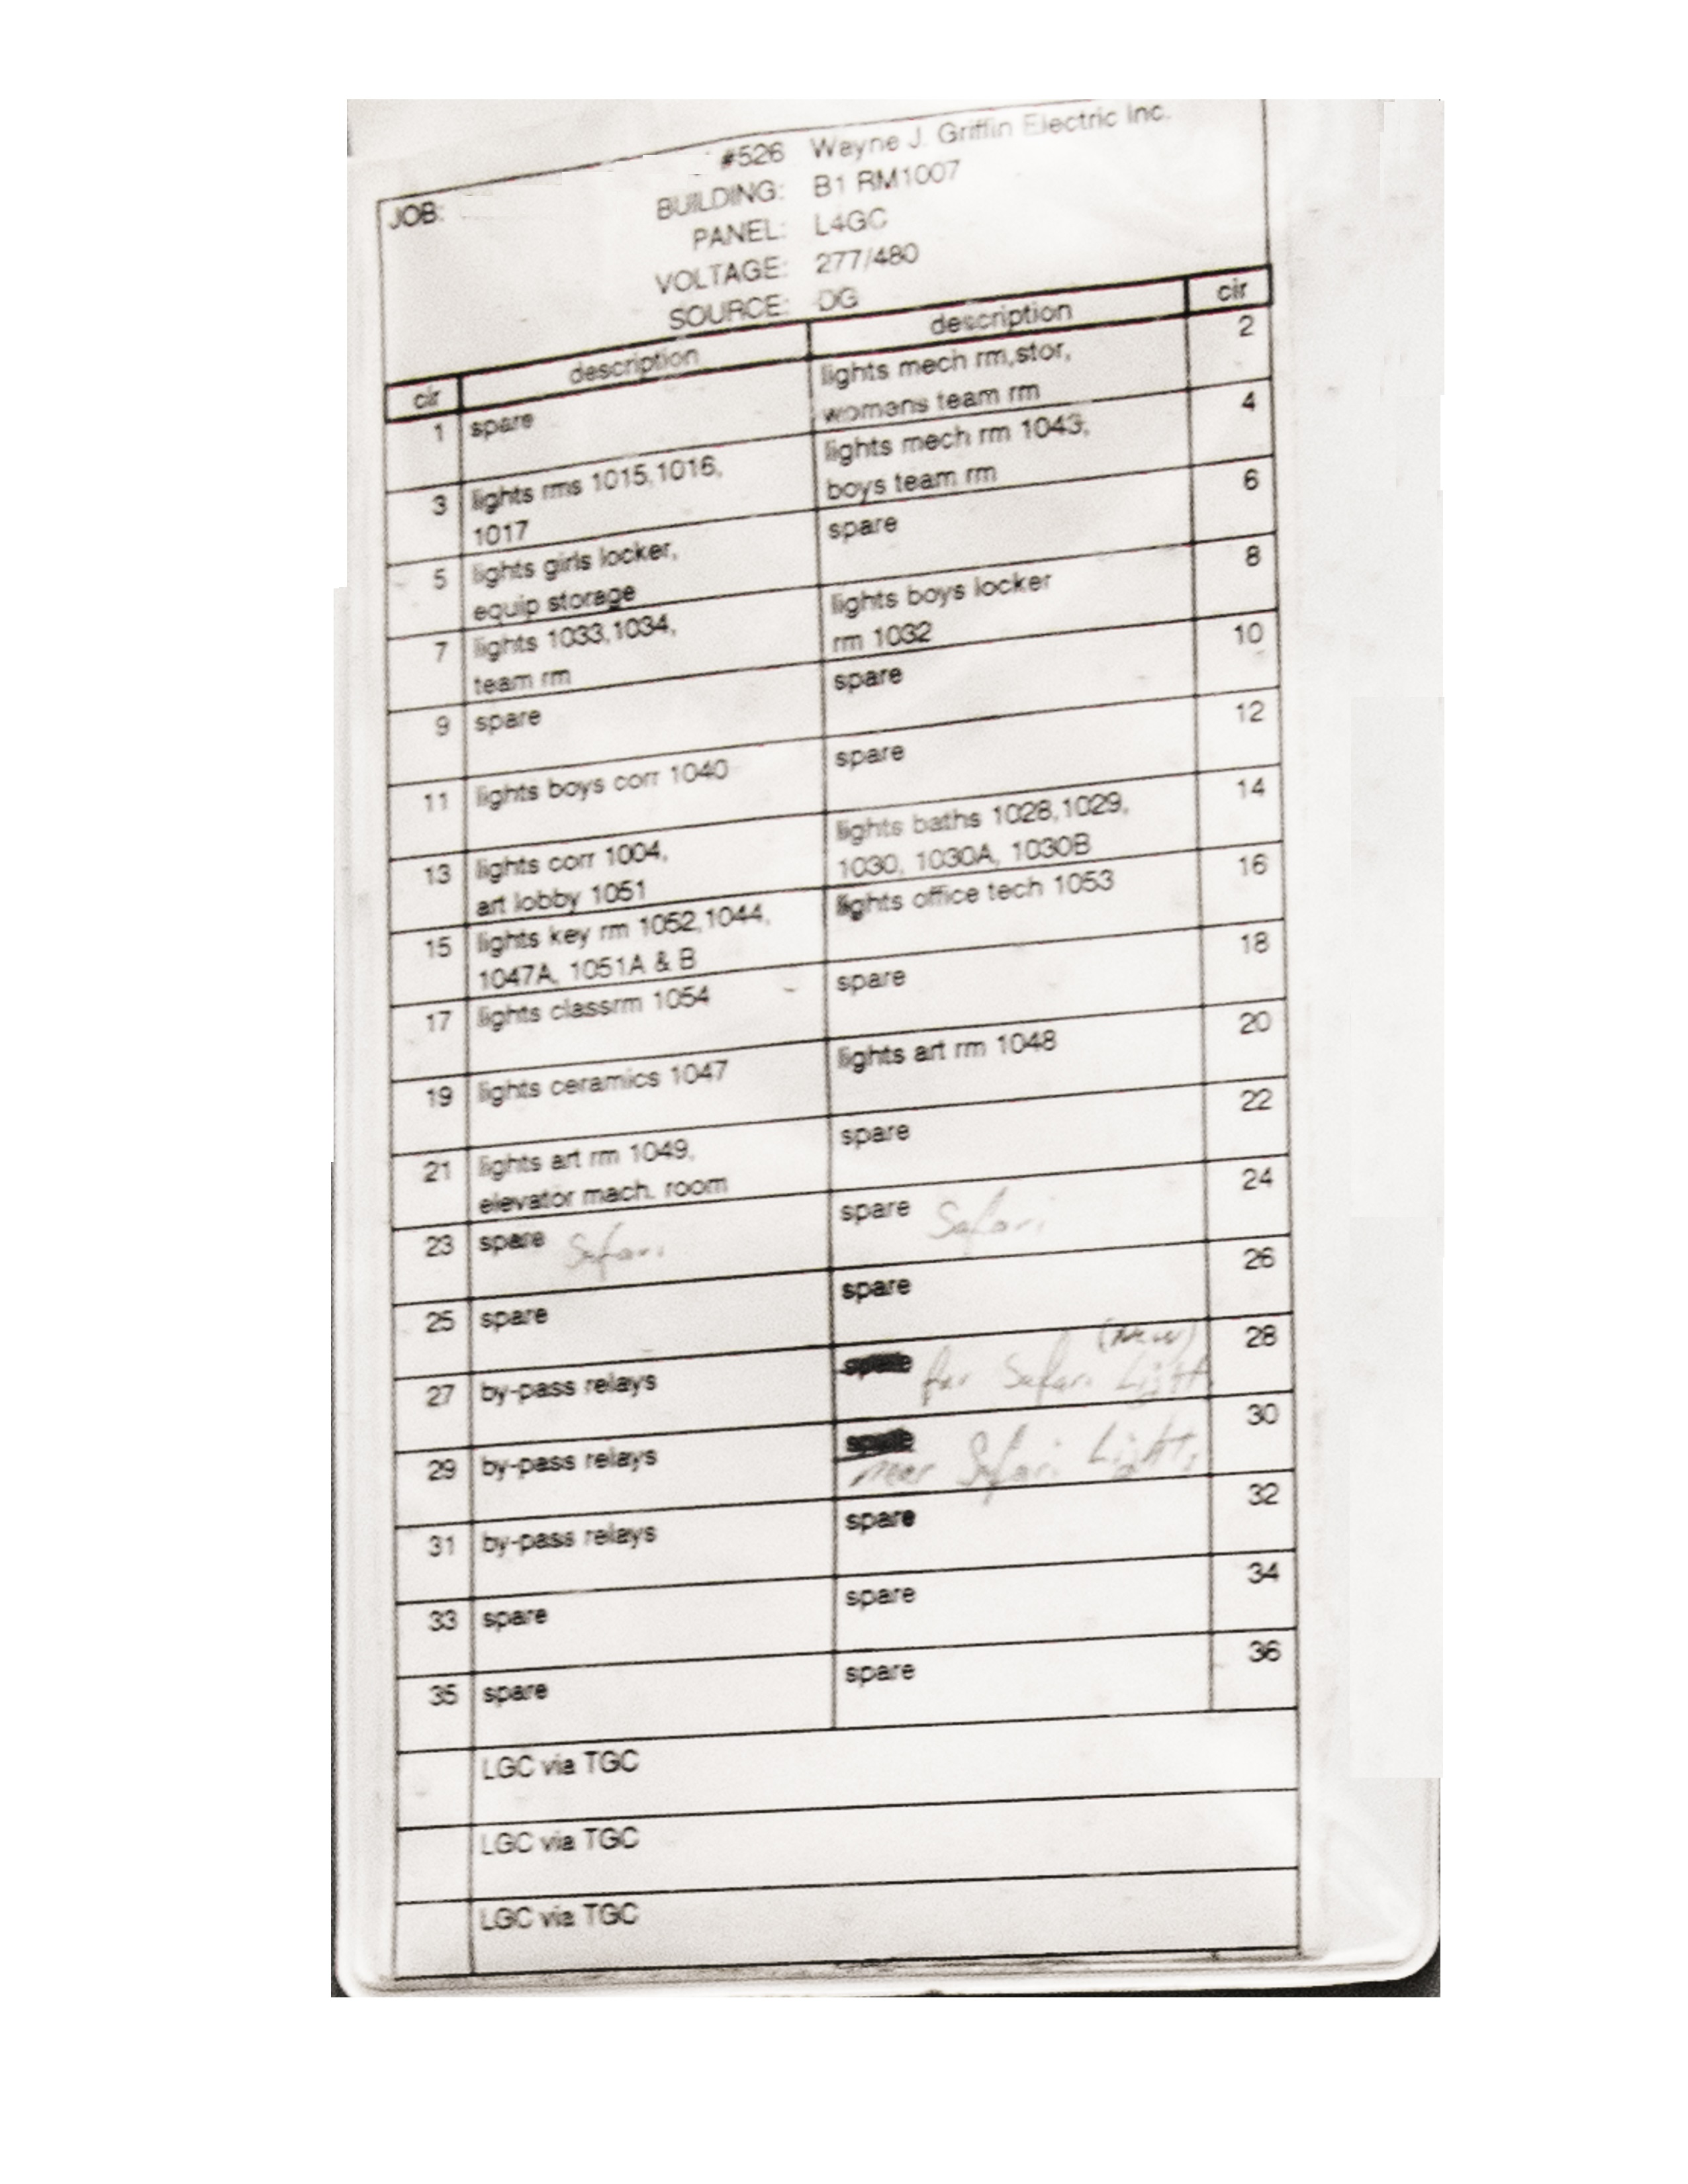 #526 Wayne J. Griffin Electric Inc.
JOB:
BUILDING: B1 RM1007
PANEL: L4GC
VOLTAGE: 277/480
SOURCE: DG
cir description description cir
1 spare lights mech rm,stor, 2
womans team rm
3 lights rms 1015,1016, lights mech rm 1043, 4
1017 boys team rm
5 lights girls locker, spare 6
equip storage
7 lights 1033,1034, lights boys locker 8
team rm rm 1032
9 spare spare 10
11 lights boys corr 1040 spare 12
13 lights corr 1004, lights baths 1028,1029, 14
art lobby 1051 1030, 1030A, 1030B
15 lights key rm 1052,1044, lights office tech 1053 16
1047A, 1051A & B
17 lights classrm 1054 spare 18
19 lights ceramics 1047 lights art rm 1048 20
21 lights art rm 1049, spare 22
elevator mach. room
23 spare Safari spare Safari 24
25 spare spare 26
(New)
27 by-pass relays spare for Safari Light 28
29 by-pass relays spare 30
Safari Lights
31 by-pass relays spare 32
33 spare spare 34
35 spare spare 36
LGC via TGC
LGC via TGC
LGC via TGC